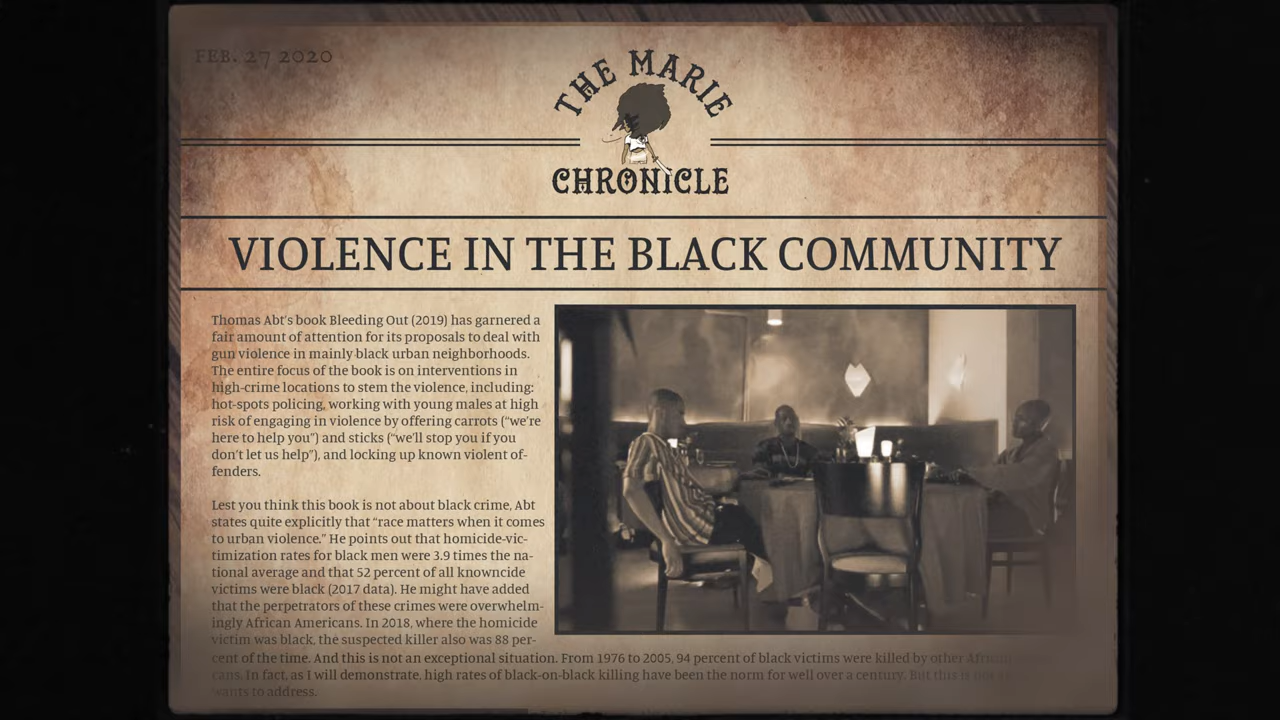 FEB. 27 2020
THE MARIE
CHRONICLE
VIOLENCE IN THE BLACK COMMUNITY
Thomas Abt's book Bleeding Out (2019) has garnered a
fair amount of attention for its proposals to deal with
gun violence in mainly black urban neighborhoods.
The entire focus of the book is on interventions in
high-crime locations to stem the violence, including:
hot-spots policing, working with young males at high
risk of engaging in violence by offering carrots (“we're
here to help you”) and sticks (“we'll stop you if you
don't let us help”), and locking up known violent of-
fenders.
Lest you think this book is not about black crime, Abt
states quite explicitly that “race matters when it comes
to urban violence.” He points out that homicide-vic-
timization rates for black men were 3.9 times the na-
tional average and that 52 percent of all knowncide
victims were black (2017 data). He might have added
that the perpetrators of these crimes were overwhelm-
ingly African Americans. In 2018, where the homicide
victim was black, the suspected killer also was 88 per-
cent of the time. And this is not an exceptional situation. From 1976 to 2005, 94 percent of black victims were killed by other
cans. In fact, as I will demonstrate, high rates of black-on-black killing have been the norm for well over a century. But this is not
wants to address.